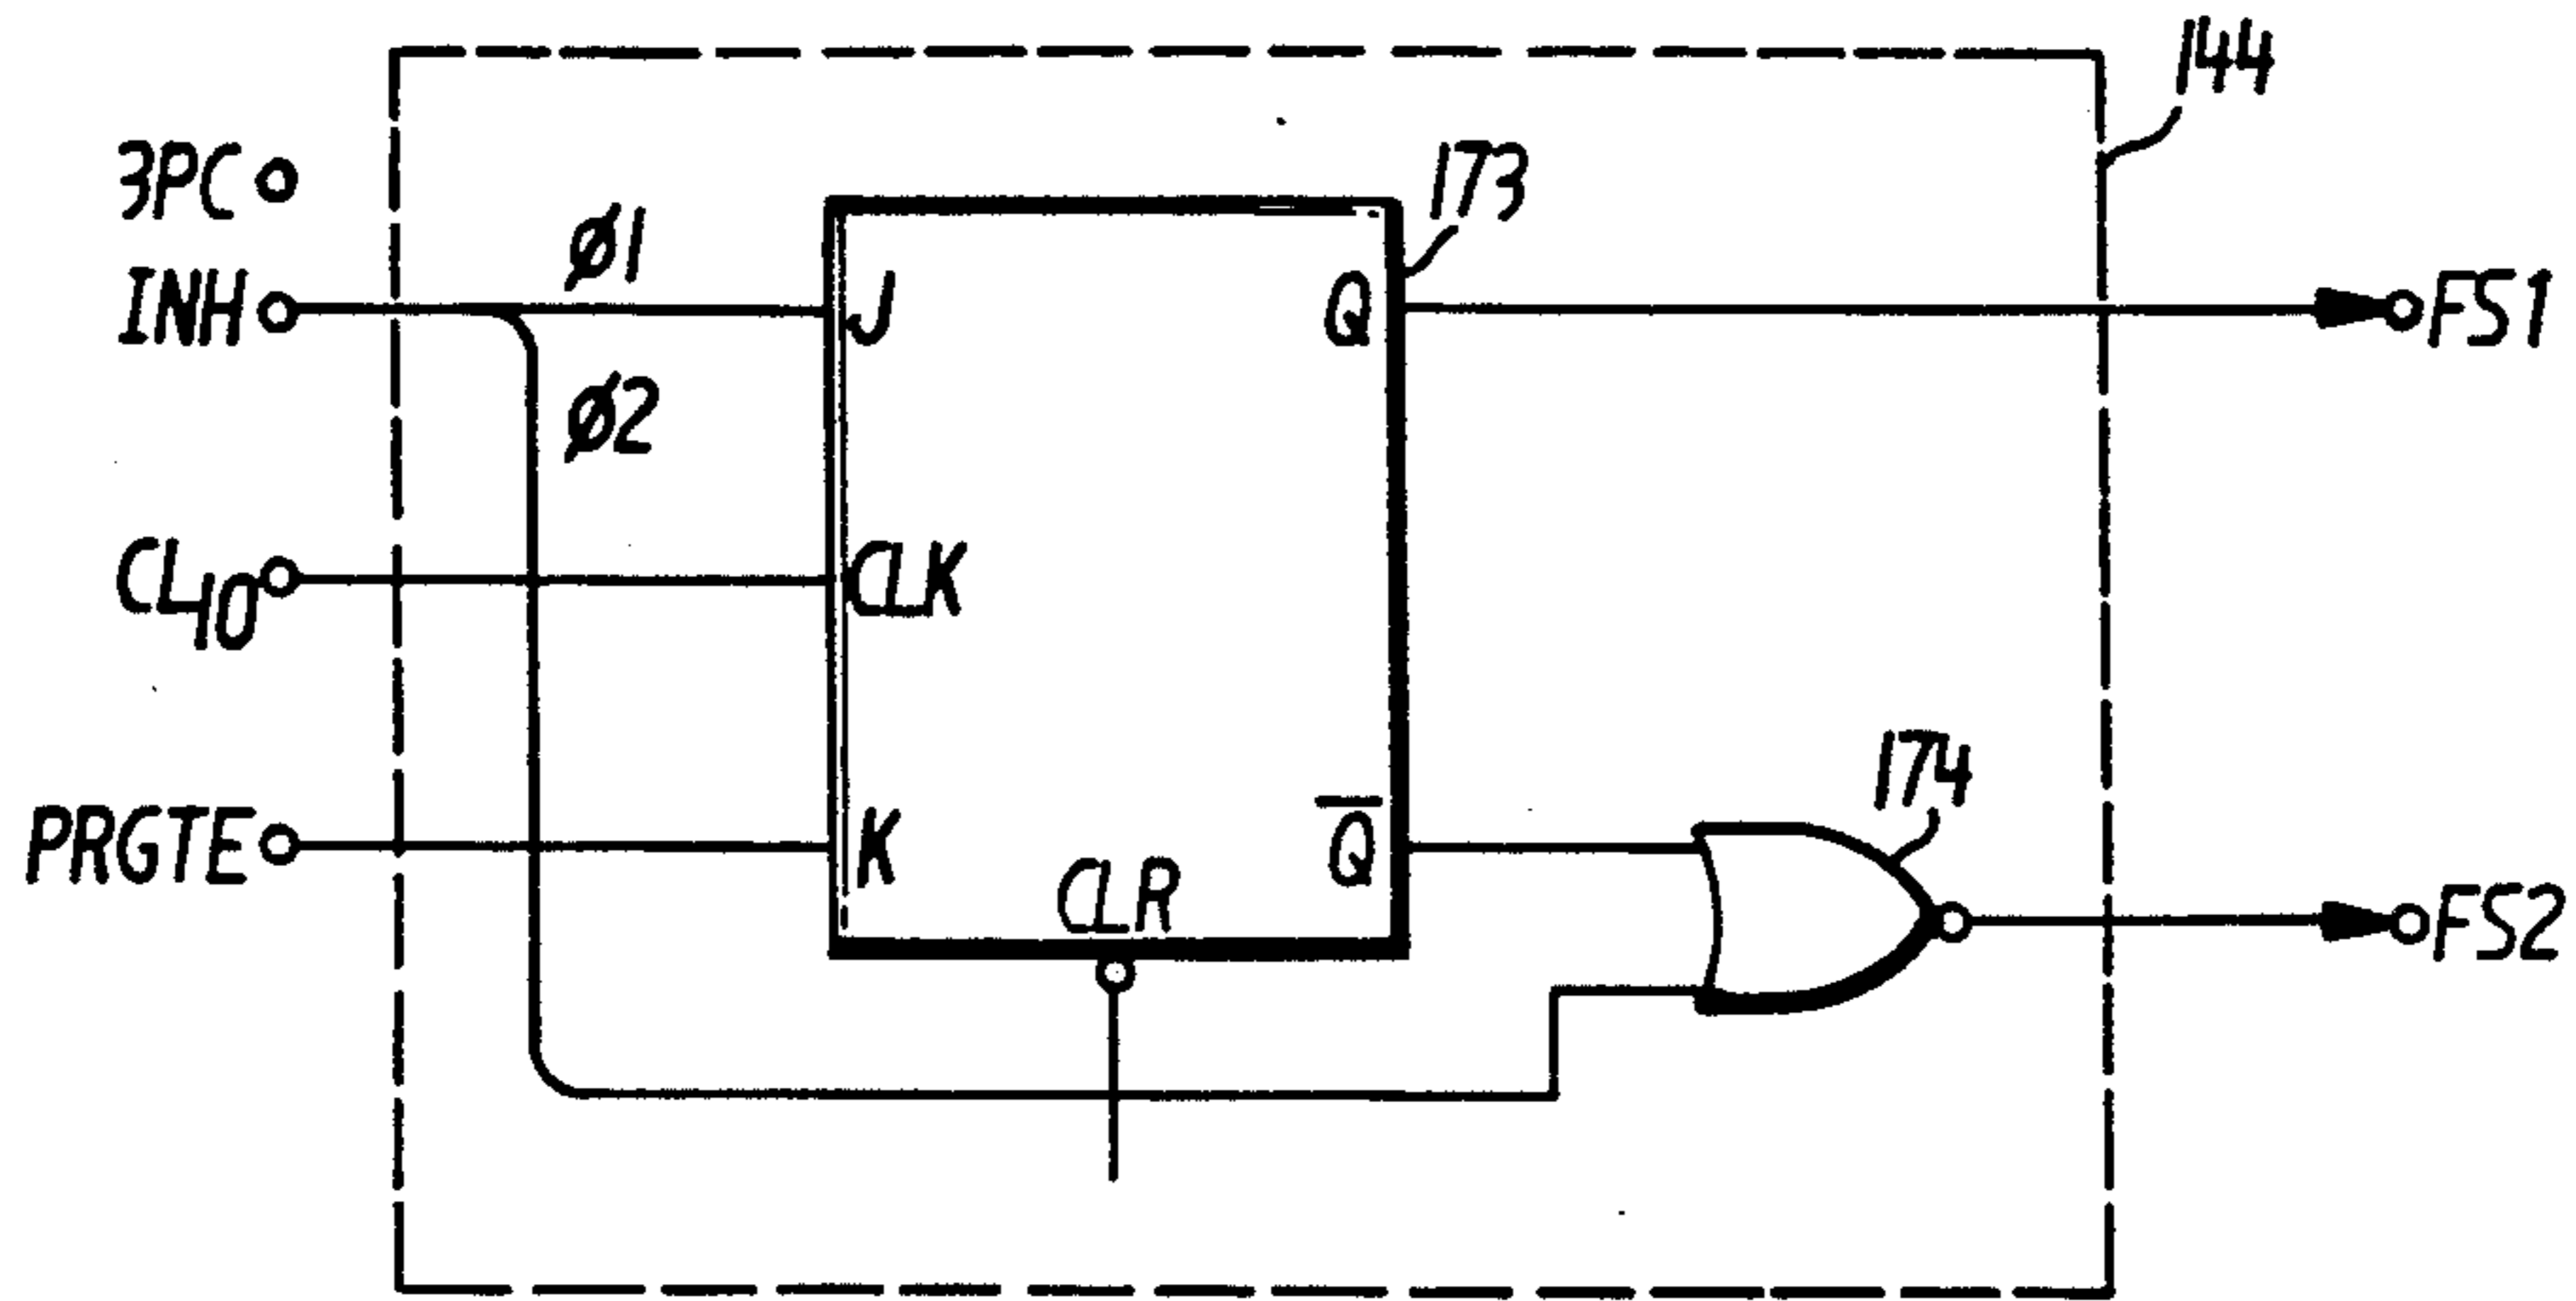 144
3PC
173
Ø1
INH
J
Q
FS1
Ø2
CL40
CLK
PRGTE
K
CLR
Q̅
174
FS2